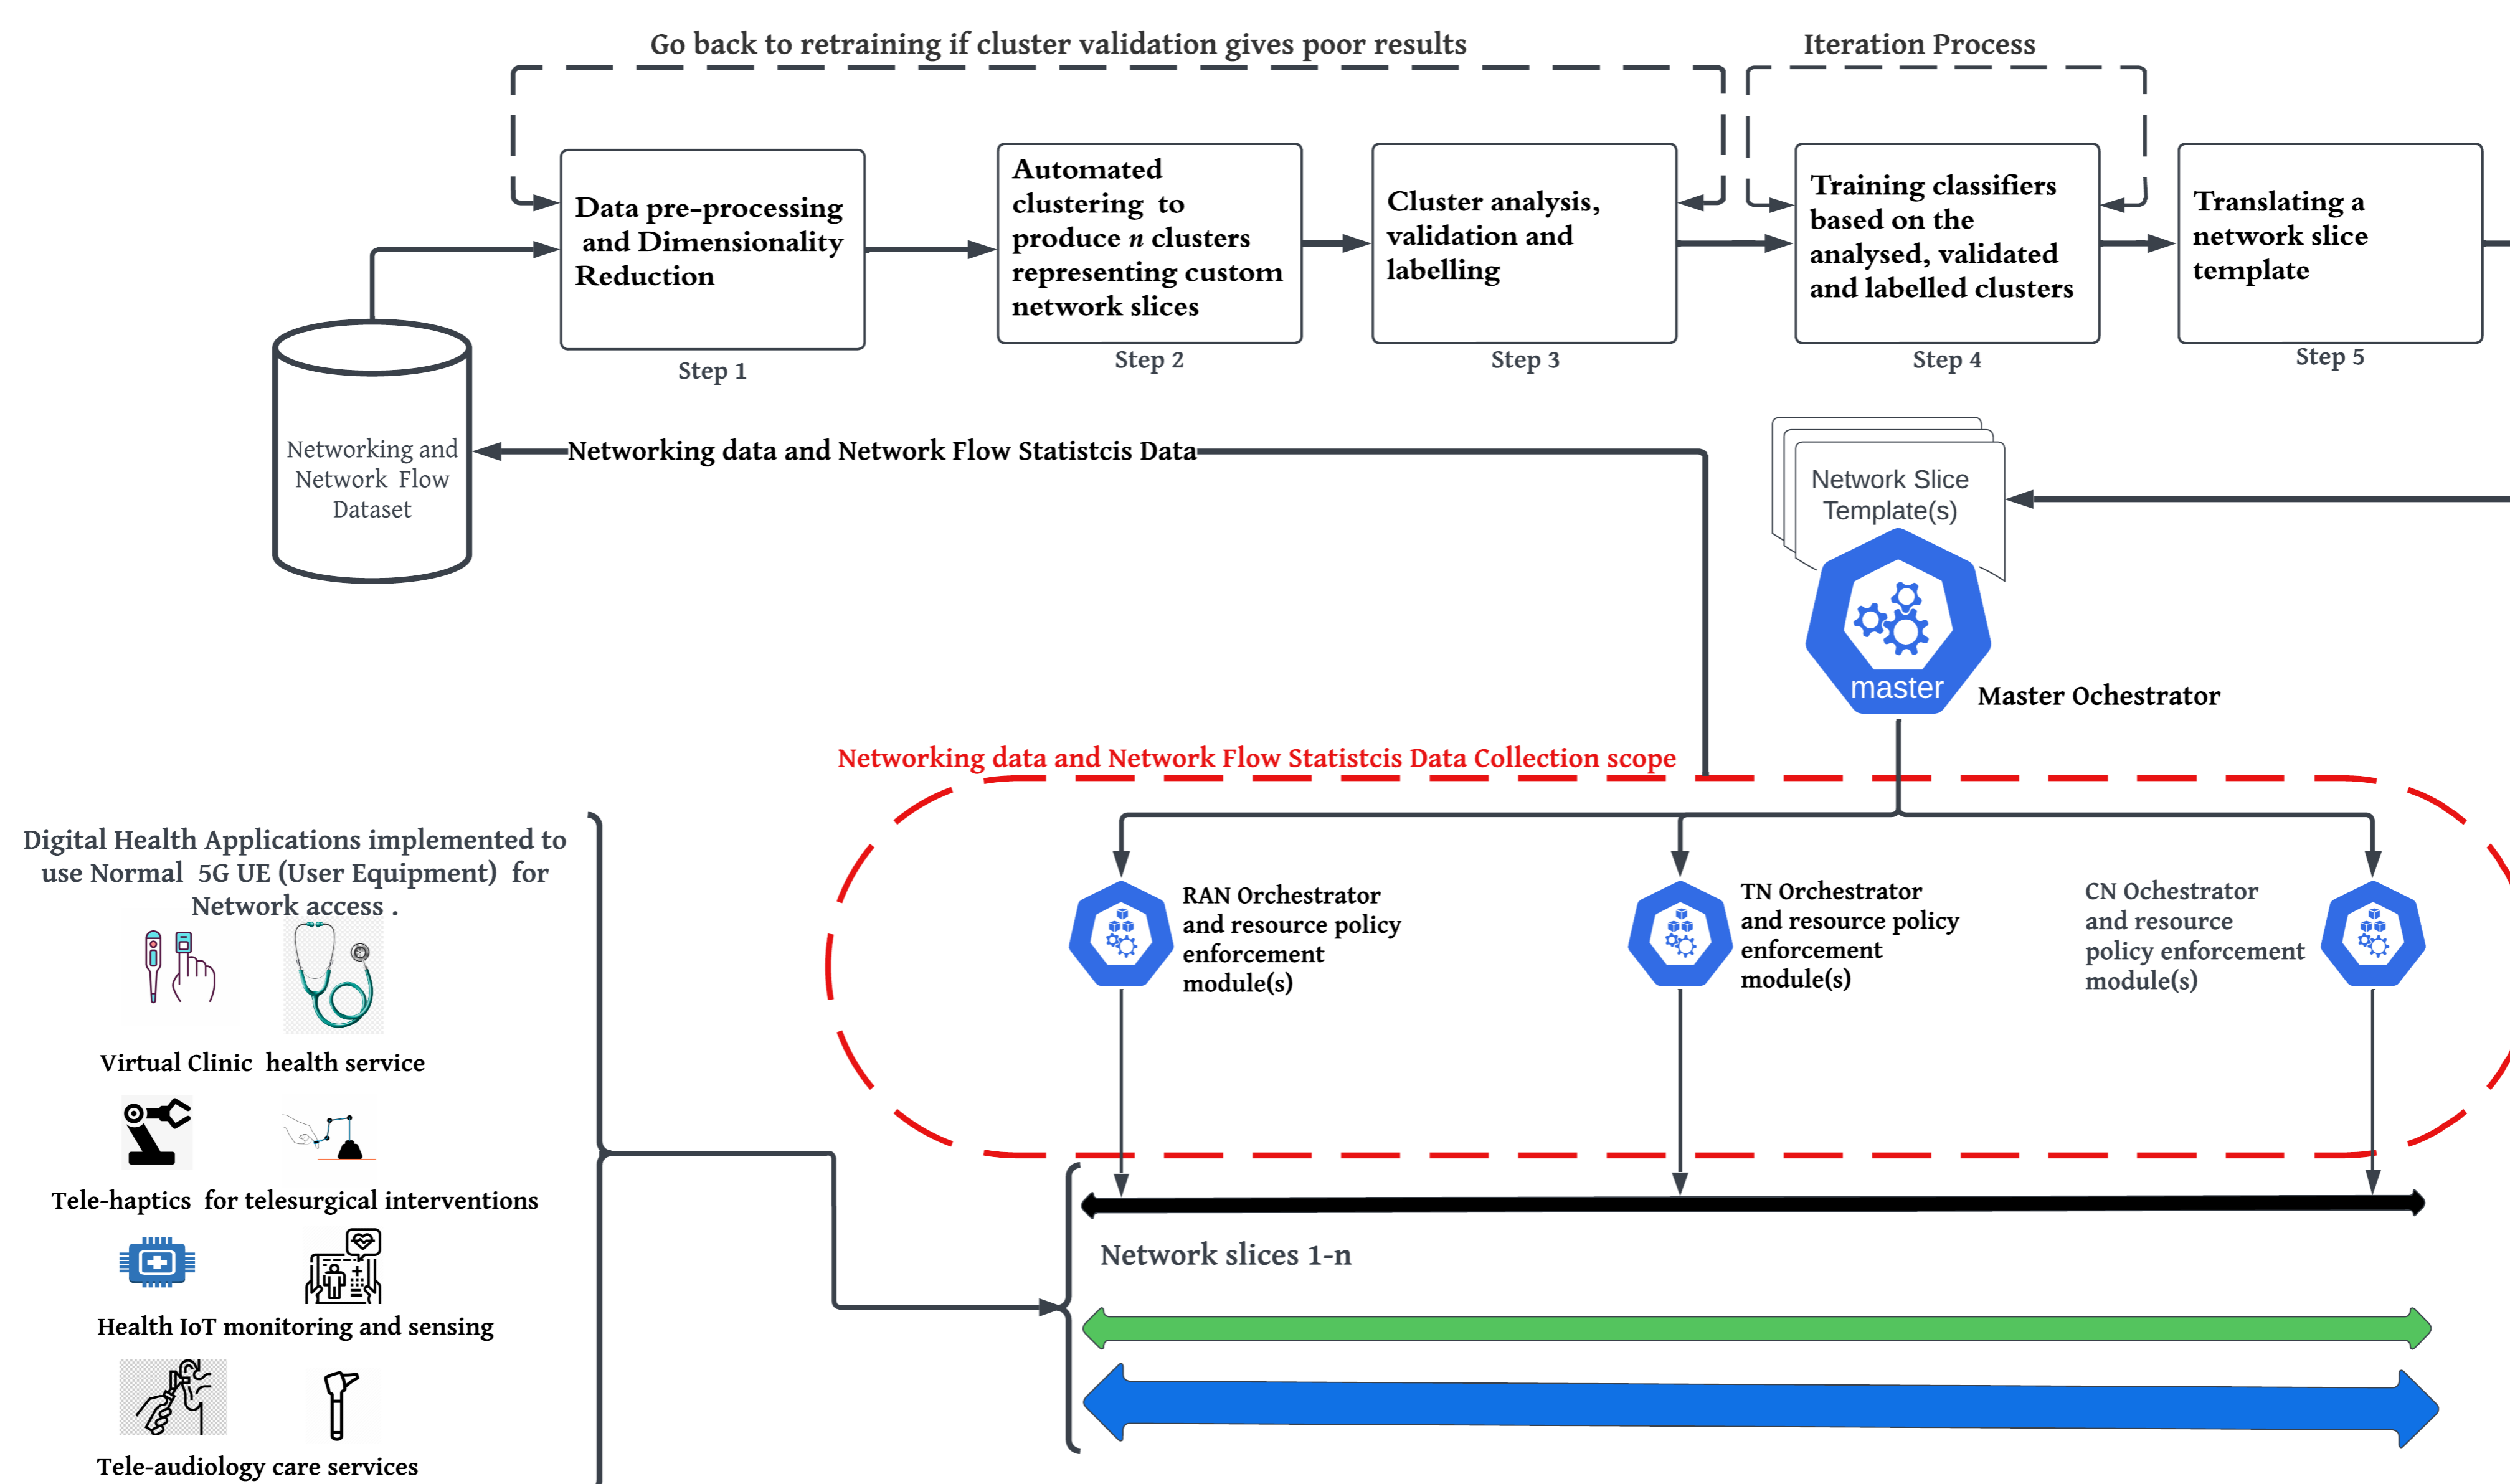 Go back to retraining if cluster validation gives poor results
Iteration Process
Data pre-processing
and Dimensionality
Reduction
Step 1
Automated
clustering to
produce n clusters
representing custom
network slices
Step 2
Cluster analysis,
validation and
labelling
Step 3
Training classifiers
based on the
analysed, validated
and labelled clusters
Step 4
Translating a
network slice
template
Step 5
Networking and
Network Flow
Dataset
Networking data and Network Flow Statistcis Data
Network Slice
Template(s)
master
Master Ochestrator
Networking data and Network Flow Statistcis Data Collection scope
Digital Health Applications implemented to
use Normal 5G UE (User Equipment) for
Network access .
RAN Orchestrator
and resource policy
enforcement
module(s)
TN Orchestrator
and resource policy
enforcement
module(s)
CN Ochestrator
and resource
policy enforcement
module(s)
Virtual Clinic health service
Tele-haptics for telesurgical interventions
Health IoT monitoring and sensing
Tele-audiology care services
Network slices 1-n